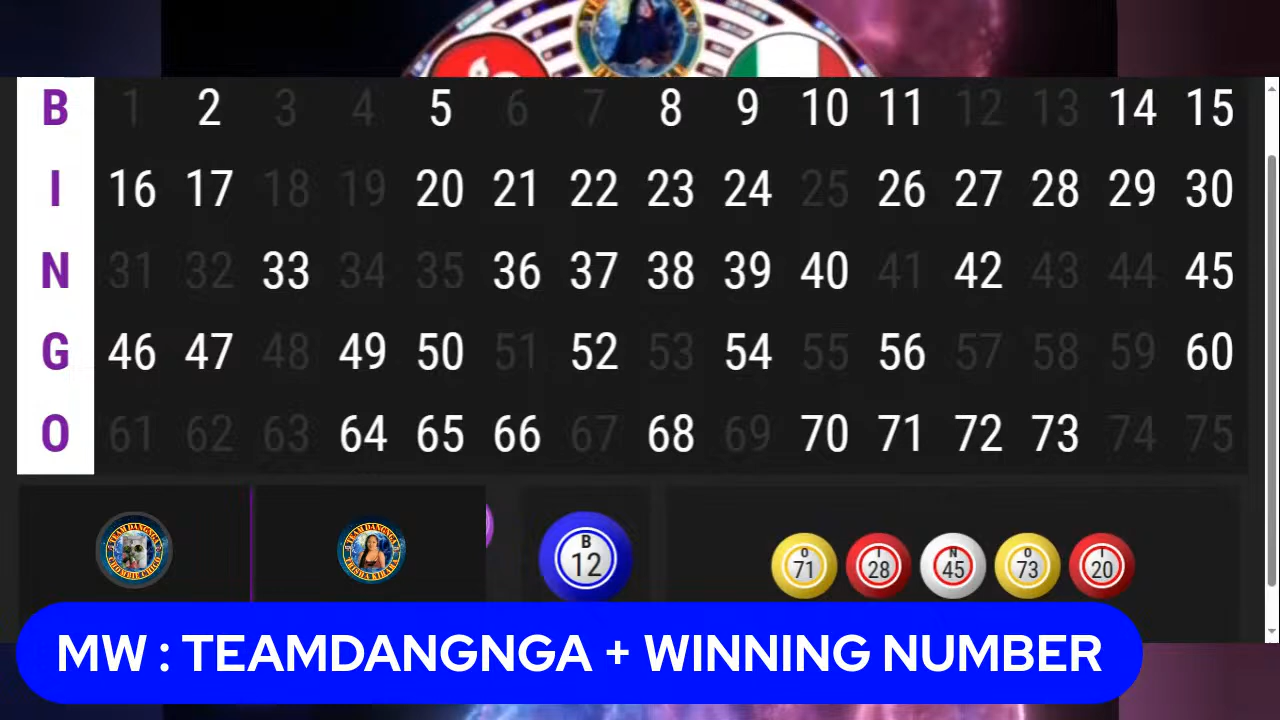 B 1 2 3 4 5 6 7 8 9 10 11 12 13 14 15
I 16 17 18 19 20 21 22 23 24 25 26 27 28 29 30
N 31 32 33 34 35 36 37 38 39 40 41 42 43 44 45
G 46 47 48 49 50 51 52 53 54 55 56 57 58 59 60
O 61 62 63 64 65 66 67 68 69 70 71 72 73 74 75
TEAM DANGNGA
TEAM DANGNGA
B
12
O
71
I
28
N
45
O
73
I
20
MW : TEAMDANGNGA + WINNING NUMBER